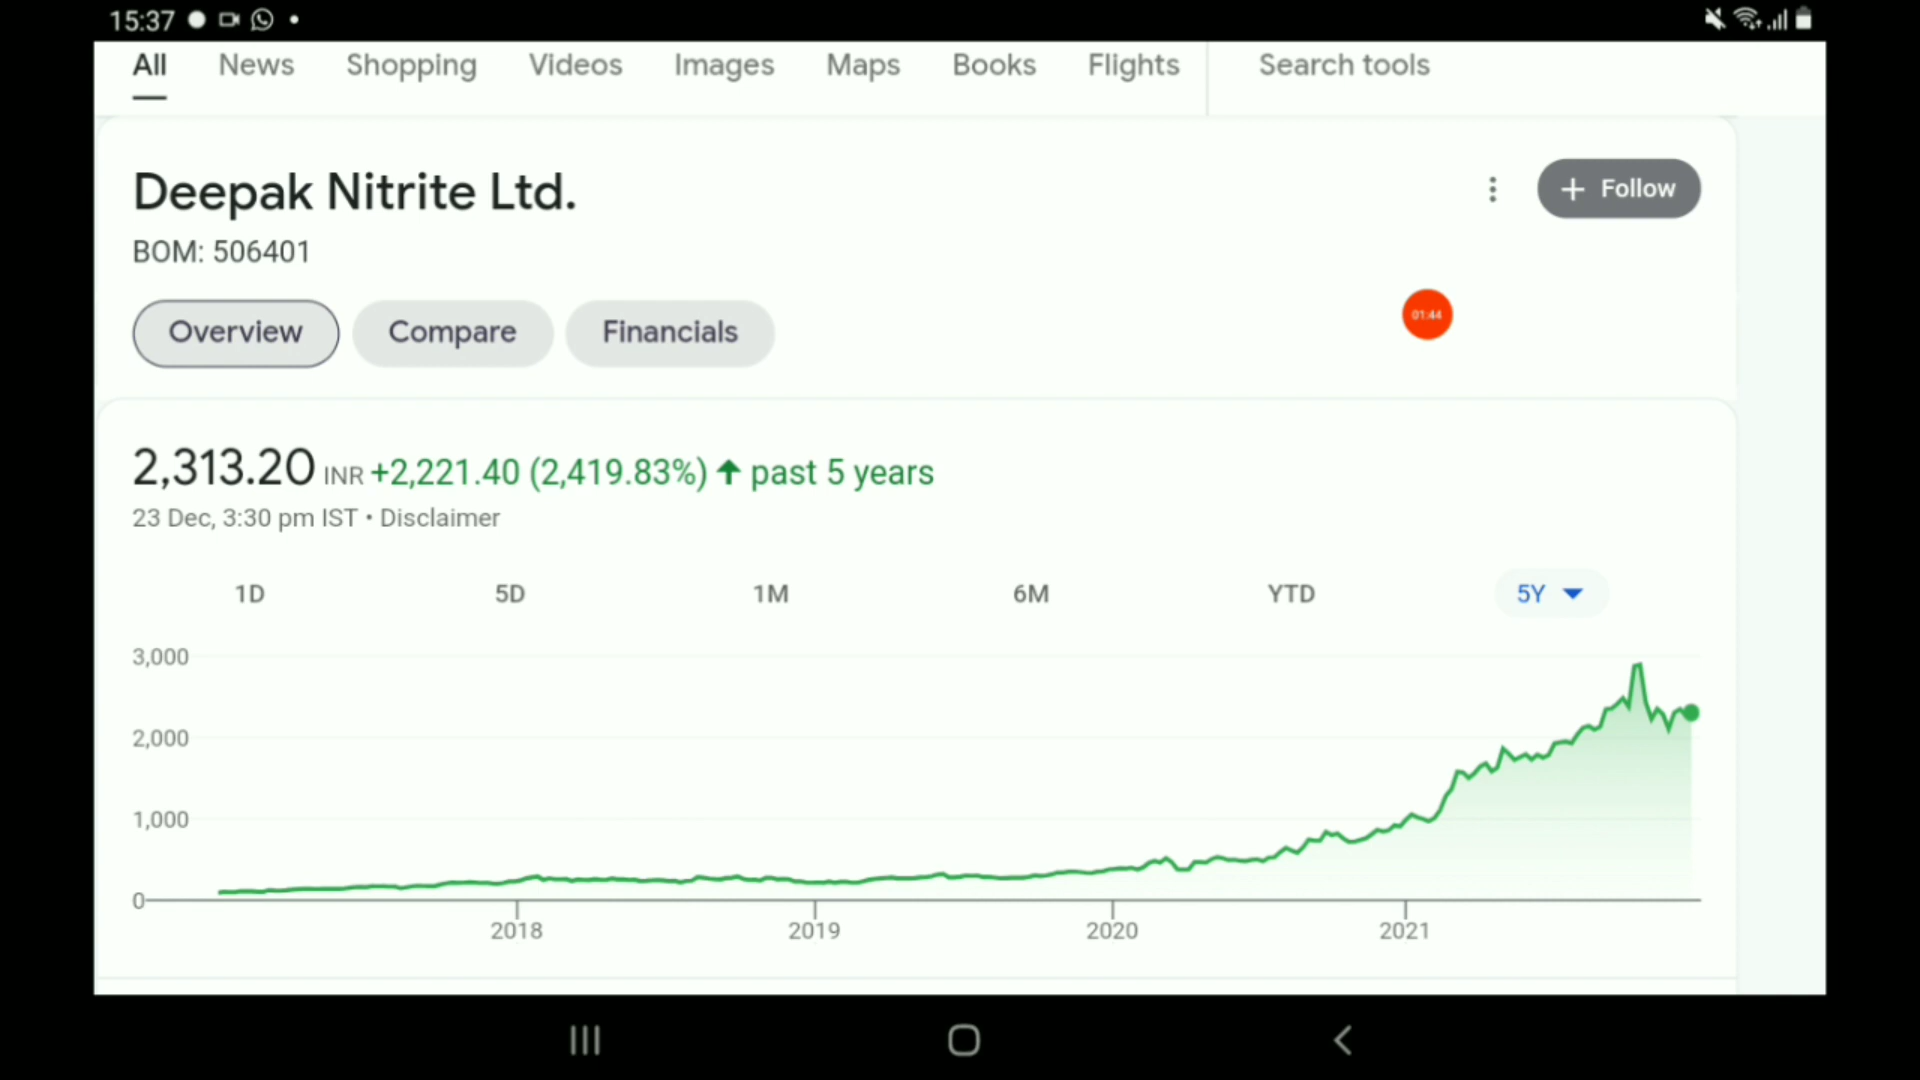 15:37
All News Shopping Videos Images Maps Books Flights Search tools
Deepak Nitrite Ltd.
+ Follow
BOM: 506401
Overview Compare Financials
01:44
2,313.20 INR +2,221.40 (2,419.83%) ↑ past 5 years
23 Dec, 3:30 pm IST • Disclaimer
1D 5D 1M 6M YTD 5Y
3,000
2,000
1,000
0
2018 2019 2020 2021